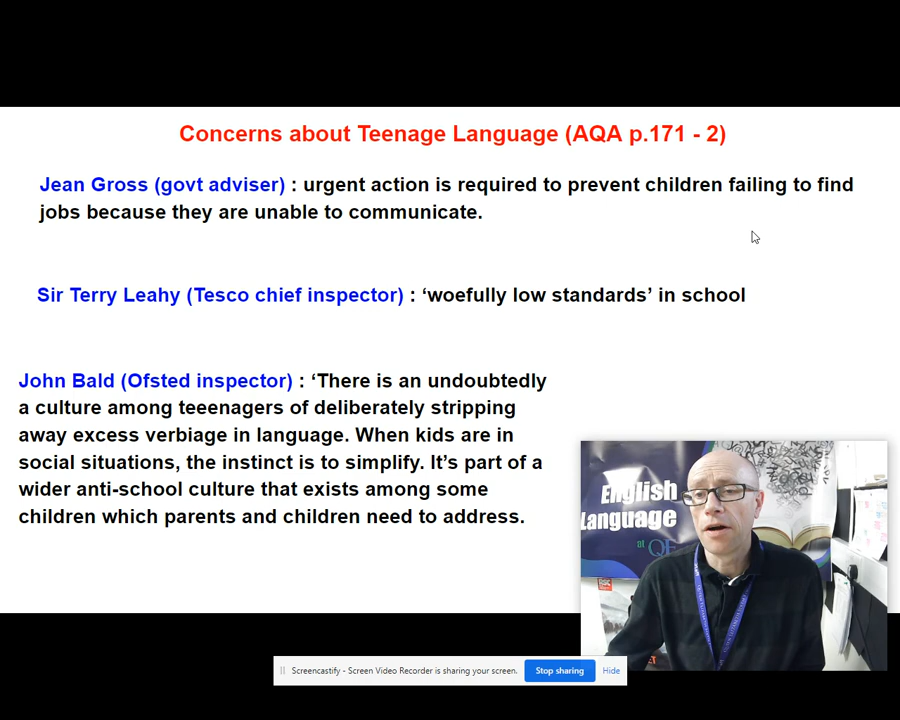 Concerns about Teenage Language (AQA p.171 - 2)
Jean Gross (govt adviser) : urgent action is required to prevent children failing to find
jobs because they are unable to communicate.
Sir Terry Leahy (Tesco chief inspector) : ‘woefully low standards’ in school
John Bald (Ofsted inspector) : ‘There is an undoubtedly
a culture among teeenagers of deliberately stripping
away excess verbiage in language. When kids are in
social situations, the instinct is to simplify. It’s part of a
wider anti-school culture that exists among some
children which parents and children need to address.
English
Language
at QE
Screencastify - Screen Video Recorder is sharing your screen.
Stop sharing
Hide